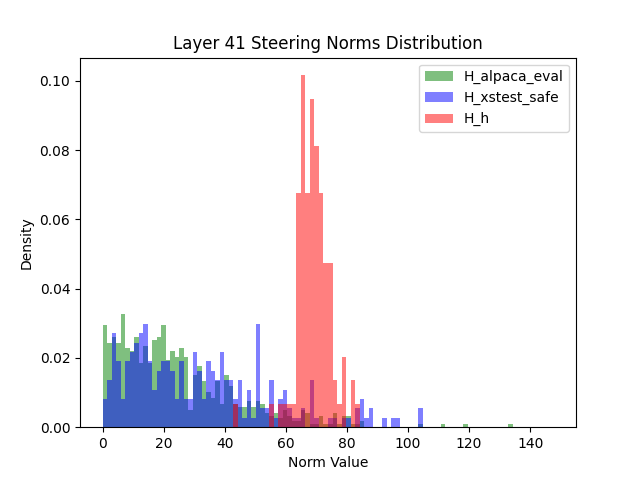 Layer 41 Steering Norms Distribution
H_alpaca_eval
H_xstest_safe
H_h
Density
0.10
0.08
0.06
0.04
0.02
0.00
0 20 40 60 80 100 120 140
Norm Value